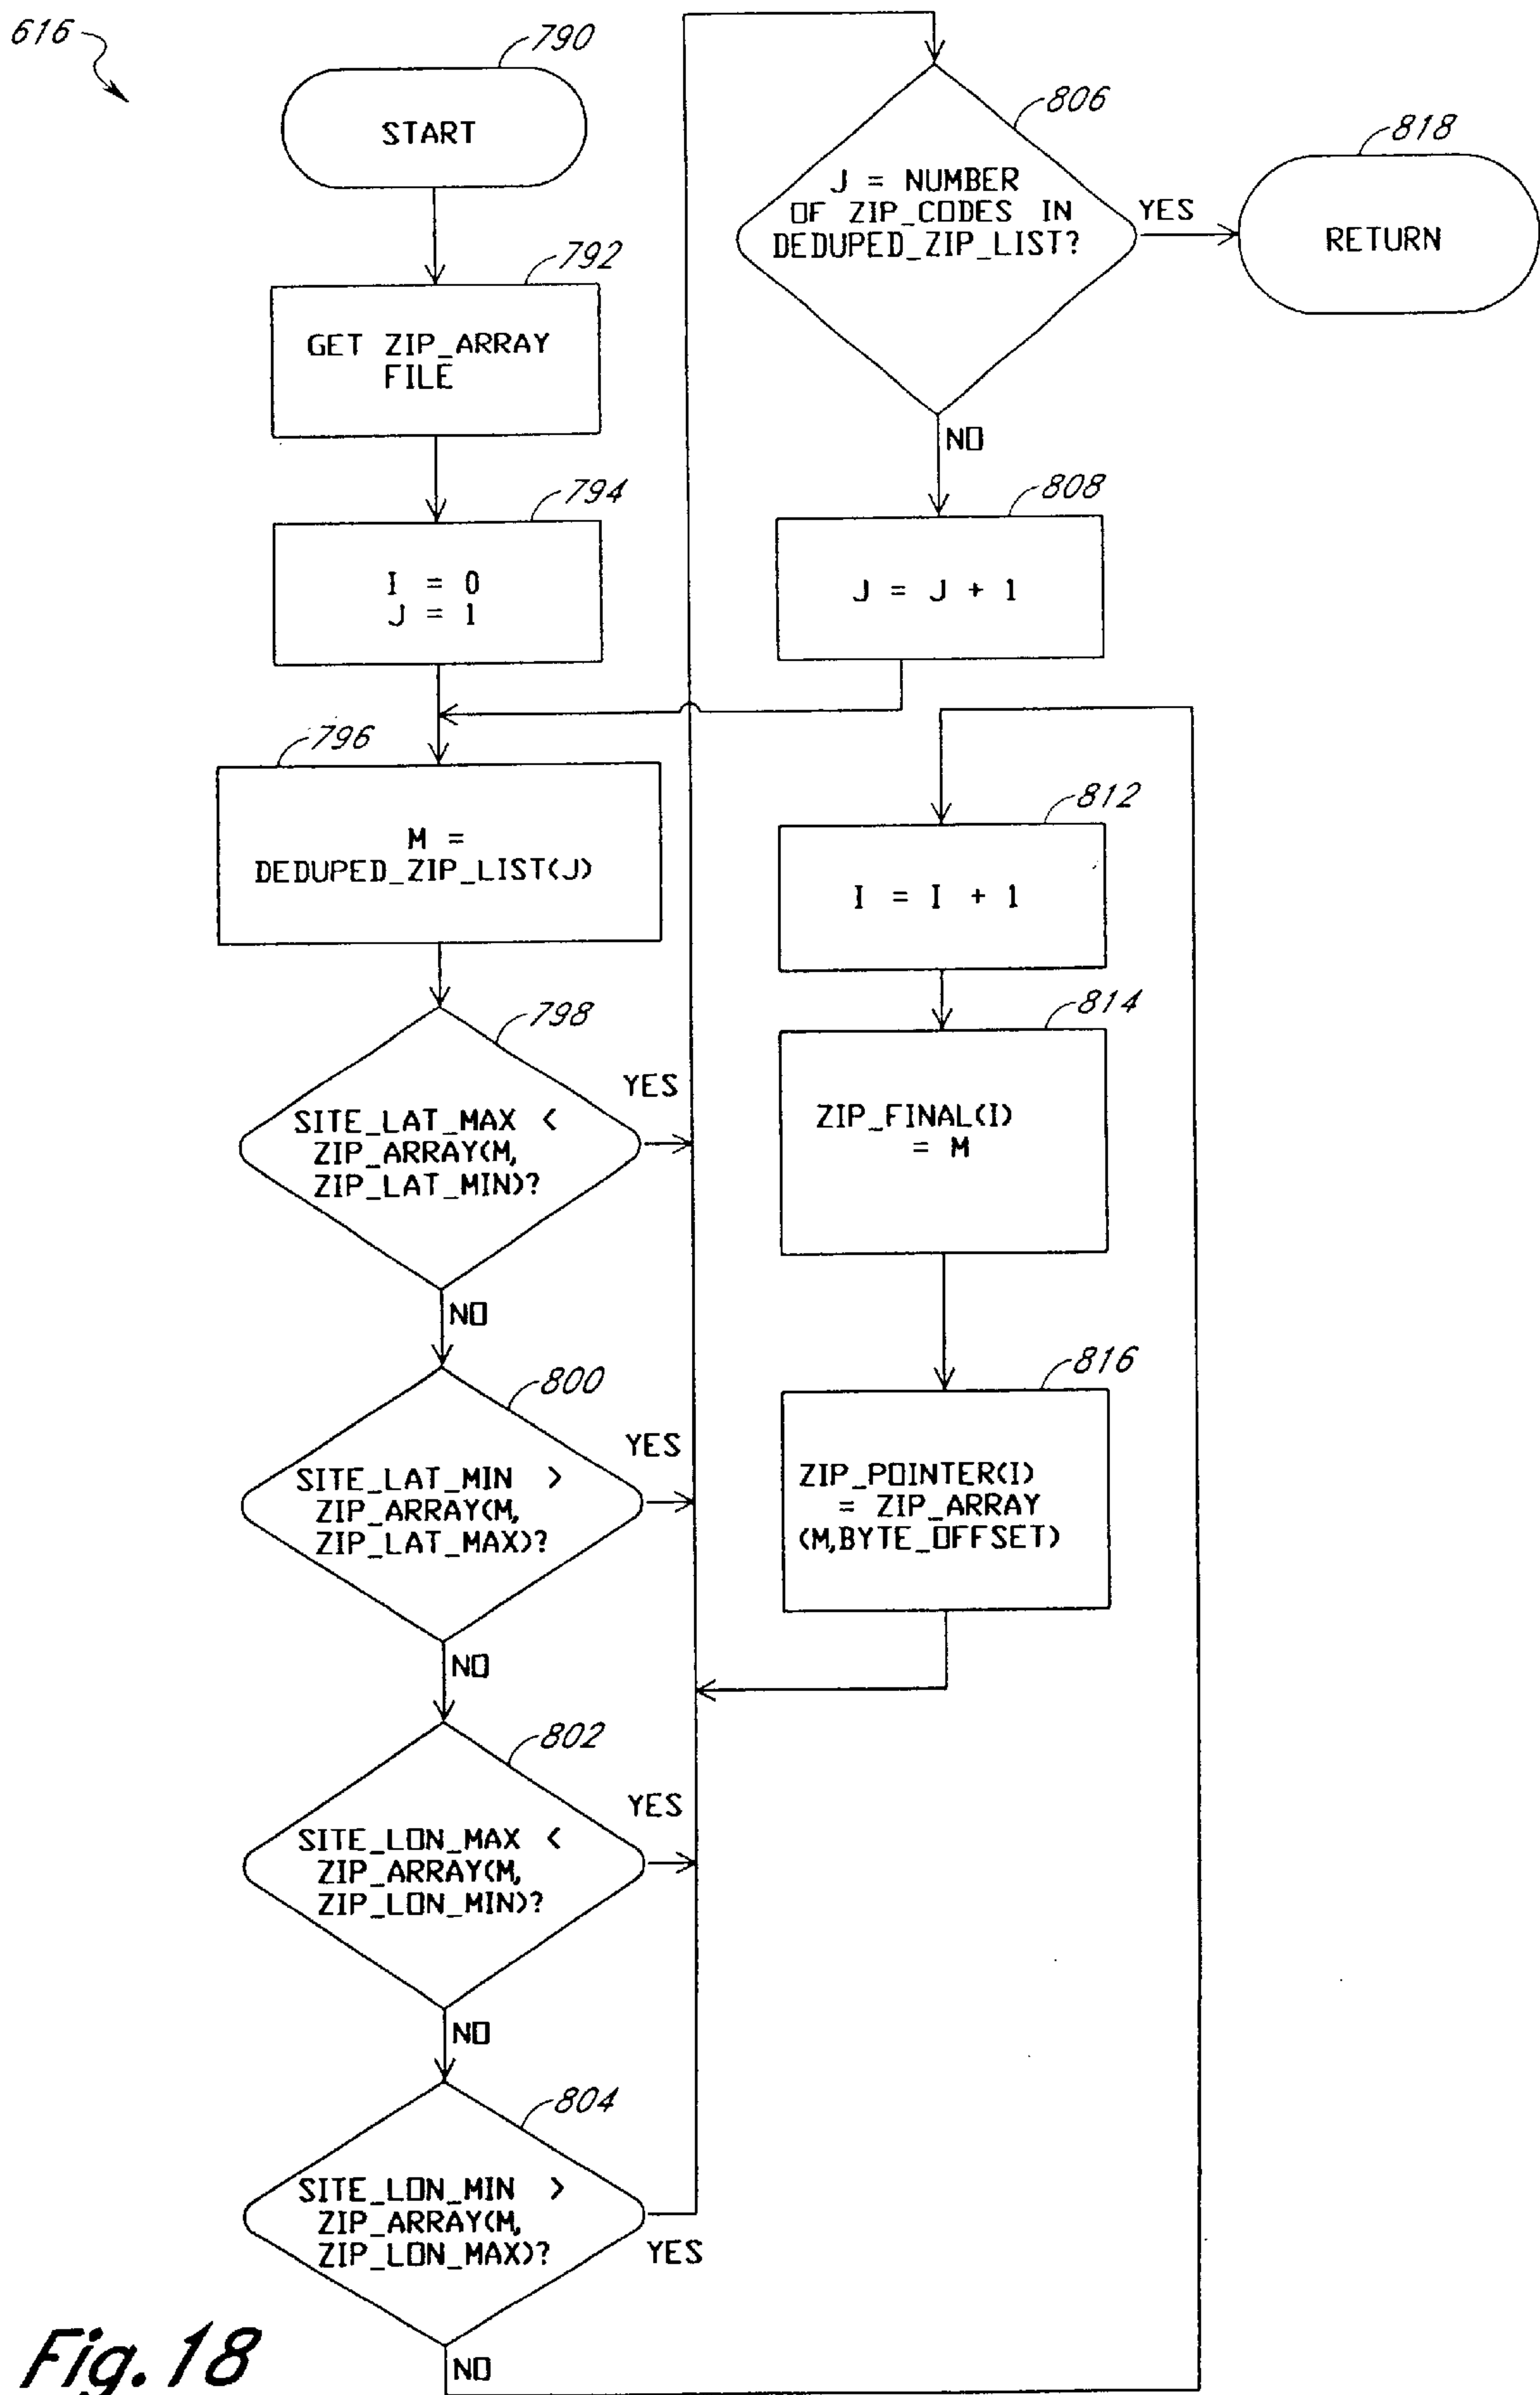 616
790
START
792
GET ZIP_ARRAY
FILE
794
I = 0
J = 1
796
M =
DEDUPED_ZIP_LIST(J)
798
SITE_LAT_MAX <
ZIP_ARRAY(M,
ZIP_LAT_MIN)?
YES
NO
800
SITE_LAT_MIN >
ZIP_ARRAY(M,
ZIP_LAT_MAX)?
YES
NO
802
SITE_LON_MAX <
ZIP_ARRAY(M,
ZIP_LON_MIN)?
YES
NO
804
SITE_LON_MIN >
ZIP_ARRAY(M,
ZIP_LON_MAX)?
YES
NO
806
J = NUMBER
OF ZIP_CODES IN
DEDUPED_ZIP_LIST?
YES
NO
818
RETURN
808
J = J + 1
812
I = I + 1
814
ZIP_FINAL(I)
= M
816
ZIP_POINTER(I)
= ZIP_ARRAY
(M,BYTE_OFFSET)
Fig. 18